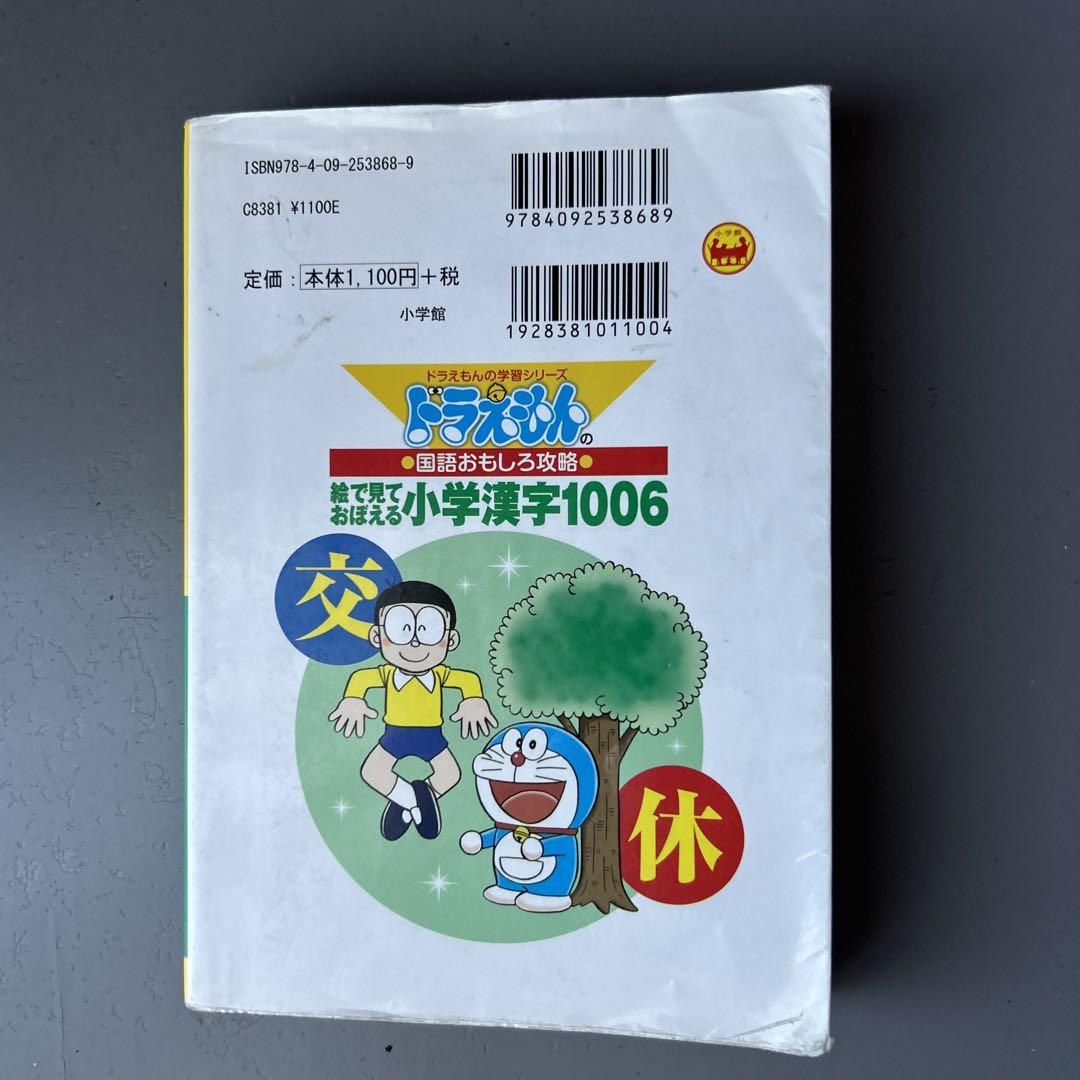 ISBN978-4-09-253868-9
C8381 ¥1100E
9784092538689
小学館
定価：本体1,100円+税
小学館
1928381011004
ドラえもんの学習シリーズ
ドラえもんの
●国語おもしろ攻略●
絵で見て
おぼえる
小学漢字1006
交
休